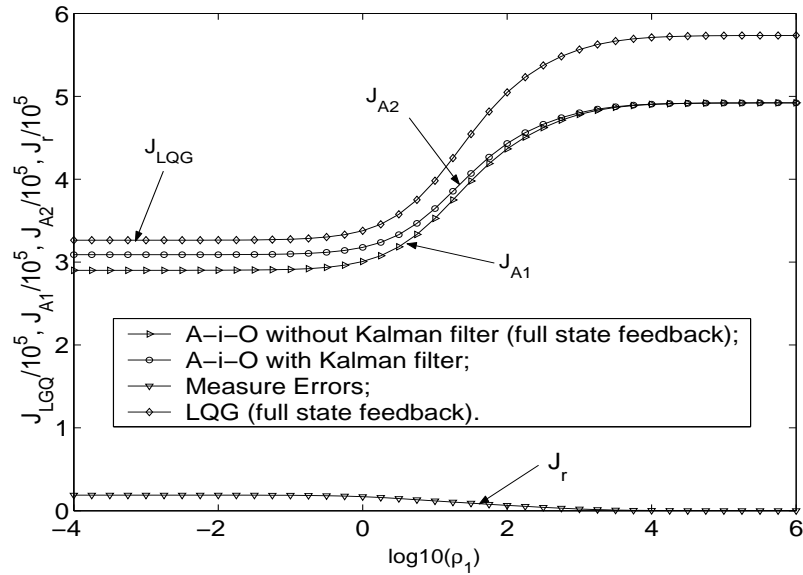 6
5
4
3
2
1
0
J_LGQ/10^5, J_A1/10^5, J_A2/10^5, J_r/10^5
J_A2
J_LQG
J_A1
A−i−O without Kalman filter (full state feedback);
A−i−O with Kalman filter;
Measure Errors;
LQG (full state feedback).
J_r
−4 −2 0 2 4 6
log10(ρ_1)